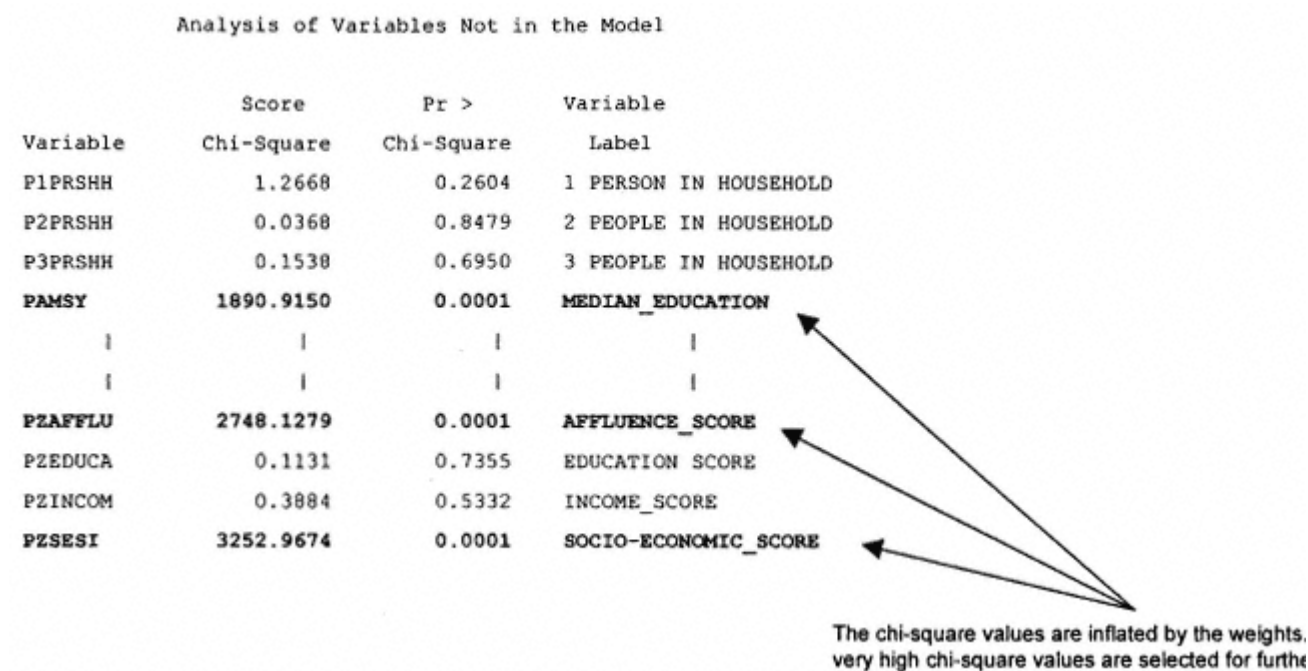 Analysis of Variables Not in the Model
Score Pr > Variable
Variable Chi-Square Chi-Square Label
P1PRSHH 1.2668 0.2604 1 PERSON IN HOUSEHOLD
P2PRSHH 0.0368 0.8479 2 PEOPLE IN HOUSEHOLD
P3PRSHH 0.1538 0.6950 3 PEOPLE IN HOUSEHOLD
PAMSY 1890.9150 0.0001 MEDIAN_EDUCATION
| | | |
| | | |
PZAFFLU 2748.1279 0.0001 AFFLUENCE_SCORE
PZEDUCA 0.1131 0.7355 EDUCATION SCORE
PZINCOM 0.3884 0.5332 INCOME_SCORE
PZSESI 3252.9674 0.0001 SOCIO-ECONOMIC_SCORE
The chi-square values are inflated by the weights.
very high chi-square values are selected for furthe